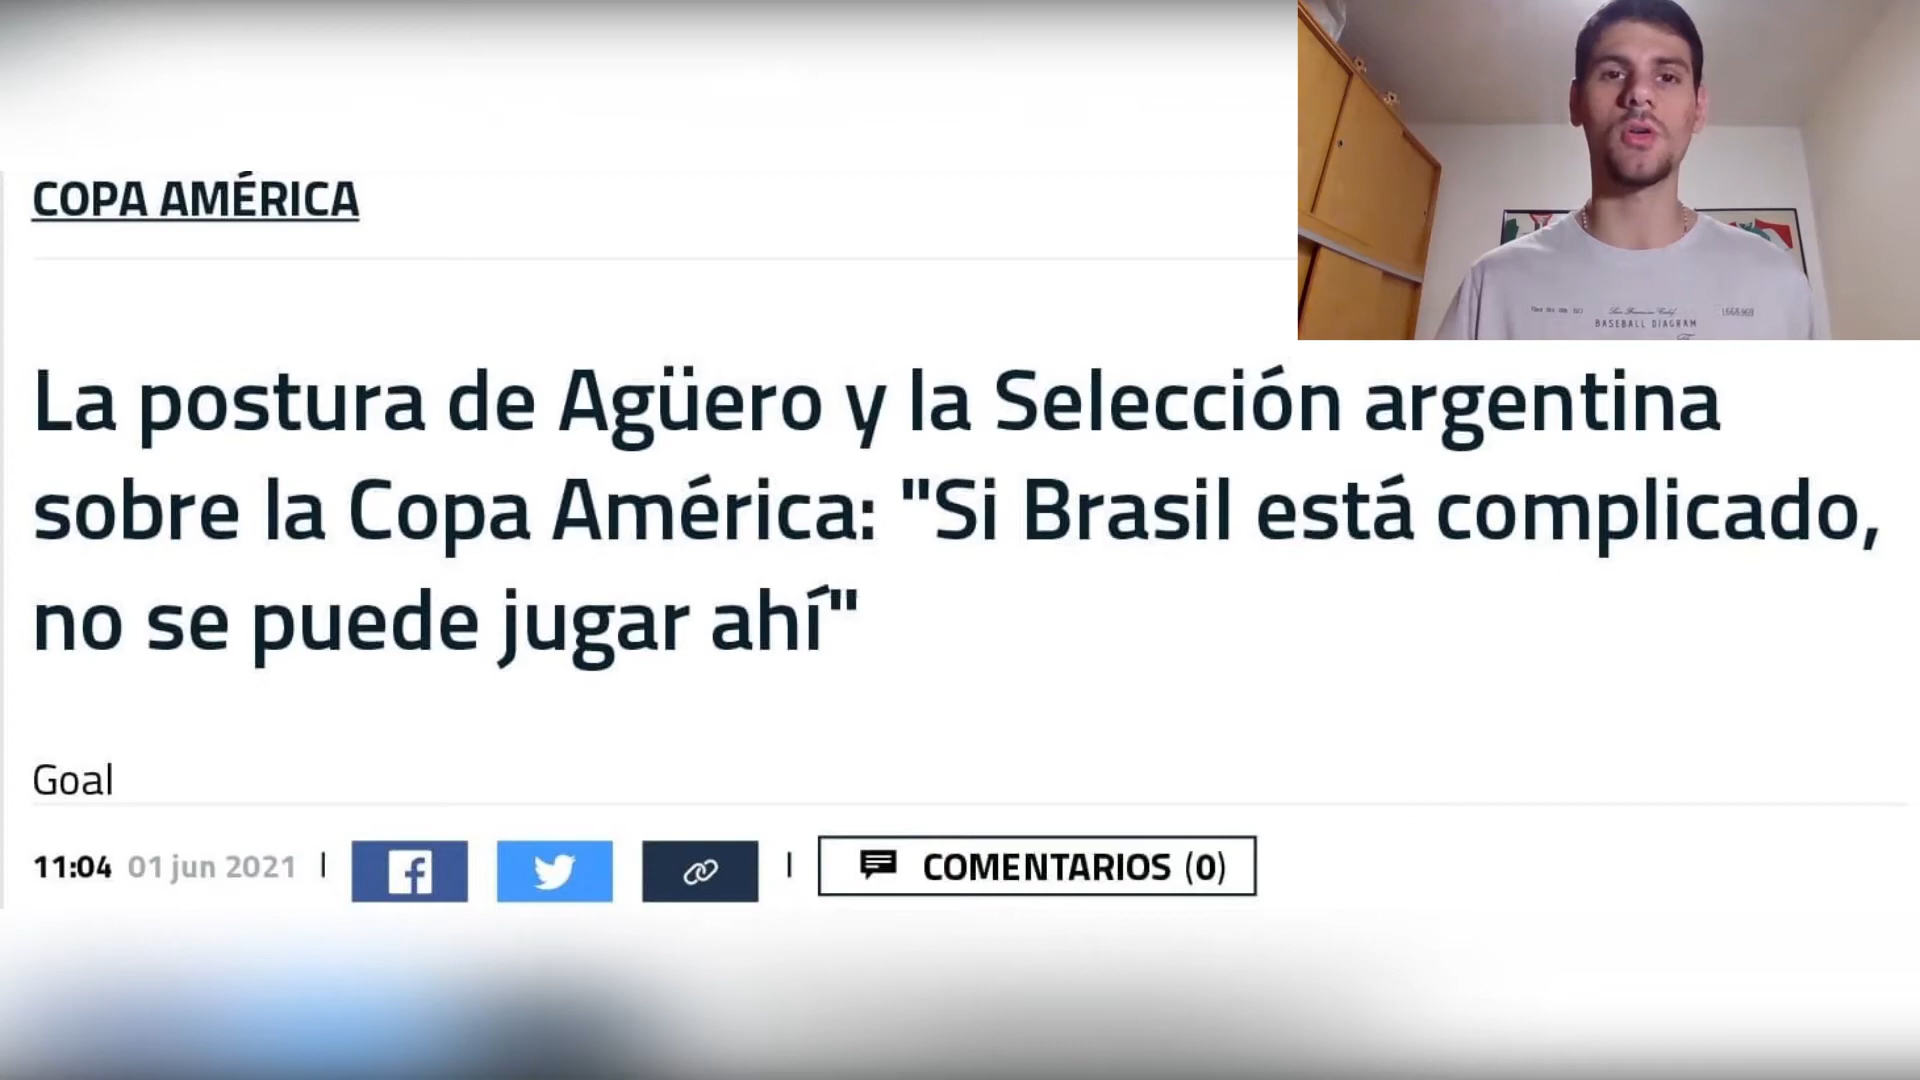 COPA AMÉRICA
La postura de Agüero y la Selección argentina
sobre la Copa América: "Si Brasil está complicado,
no se puede jugar ahí"
Goal
11:04 01 jun 2021 | | COMENTARIOS (0)
BASEBALL DIAGRAM